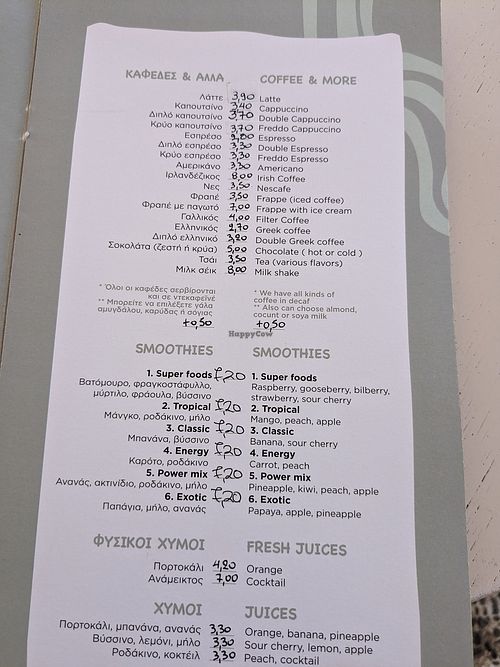 ΚΑΦΕΔΕΣ & ΑΛΛΑ COFFEE & MORE
Λάττε 3,90 Latte
Καπουτσίνο 3,40 Cappuccino
Διπλό καπουτσίνο 3,70 Double Cappuccino
Κρύο καπουτσίνο 3,70 Freddo Cappuccino
Εσπρέσο 2,80 Espresso
Διπλό εσπρέσο 3,30 Double Espresso
Κρύο εσπρέσο 3,30 Freddo Espresso
Αμερικάνο 3,30 Americano
Ιρλανδέζικος 8,00 Irish Coffee
Νες 3,50 Nescafe
Φραπέ 3,50 Frappe (iced coffee)
Φραπέ με παγωτό 7,00 Frappe with ice cream
Γαλλικός 4,00 Filter Coffee
Ελληνικός 2,70 Greek coffee
Διπλό ελληνικό 3,20 Double Greek coffee
Σοκολάτα (ζεστή ή κρύα) 5,00 Chocolate ( hot or cold )
Τσάι 3,50 Tea (various flavors)
Μιλκ σέικ 8,00 Milk shake
* Όλοι οι καφέδες σερβίρονται * We have all kinds of
και σε ντεκαφεϊνέ coffee in decaf
** Μπορείτε να επιλέξετε γάλα ** Also can choose almond,
αμυγδάλου, καρύδας ή σόγιας cocunt or soya milk
+0,50 +0,50
HappyCow
SMOOTHIES SMOOTHIES
1. Super foods 7,20 1. Super foods
Βατόμουρο, φραγκοστάφυλλο, Raspberry, gooseberry, bilberry,
μύρτιλο, φράουλα, βύσσινο strawberry, sour cherry
2. Tropical 7,20 2. Tropical
Μάνγκο, ροδάκινο, μήλο Mango, peach, apple
3. Classic 7,20 3. Classic
Μπανάνα, βύσσινο Banana, sour cherry
4. Energy 7,20 4. Energy
Καρότο, ροδάκινο Carrot, peach
5. Power mix 7,20 5. Power mix
Ανανάς, ακτινίδιο, ροδάκινο, μήλο Pineapple, kiwi, peach, apple
6. Exotic 7,20 6. Exotic
Παπάγια, μήλο, ανανάς Papaya, apple, pineapple
ΦΥΣΙΚΟΙ ΧΥΜΟΙ FRESH JUICES
Πορτοκάλι 4,20 Orange
Ανάμεικτος 7,00 Cocktail
ΧΥΜΟΙ JUICES
Πορτοκάλι, μπανάνα, ανανάς 3,30 Orange, banana, pineapple
Βύσσινο, λεμόνι, μήλο 3,30 Sour cherry, lemon, apple
Ροδάκινο, κοκτέιλ 3,30 Peach, cocktail